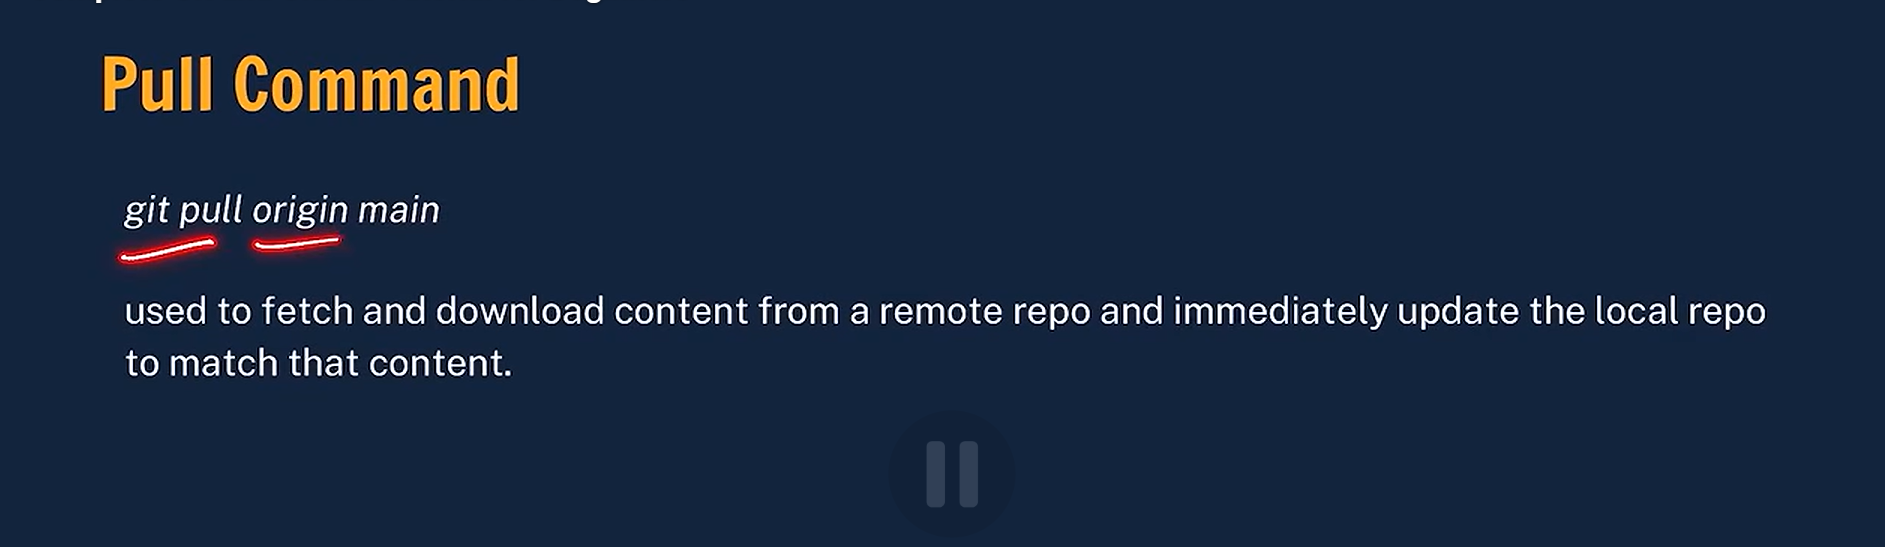 Pull Command
git pull origin main
used to fetch and download content from a remote repo and immediately update the local repo
to match that content.